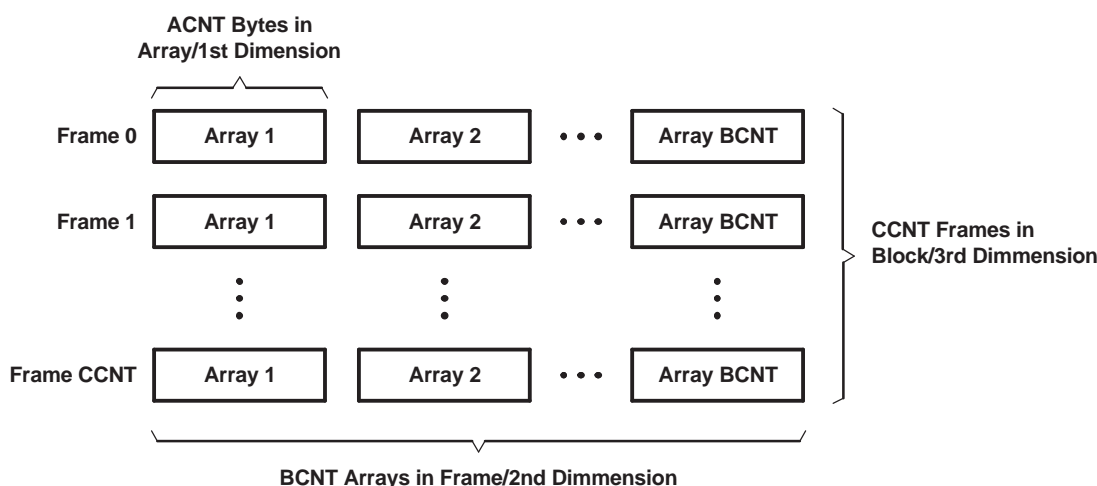 ACNT Bytes in
Array/1st Dimension
Frame 0 Array 1 Array 2 Array BCNT
Frame 1 Array 1 Array 2 Array BCNT
CCNT Frames in
Block/3rd Dimmension
Frame CCNT Array 1 Array 2 Array BCNT
BCNT Arrays in Frame/2nd Dimmension